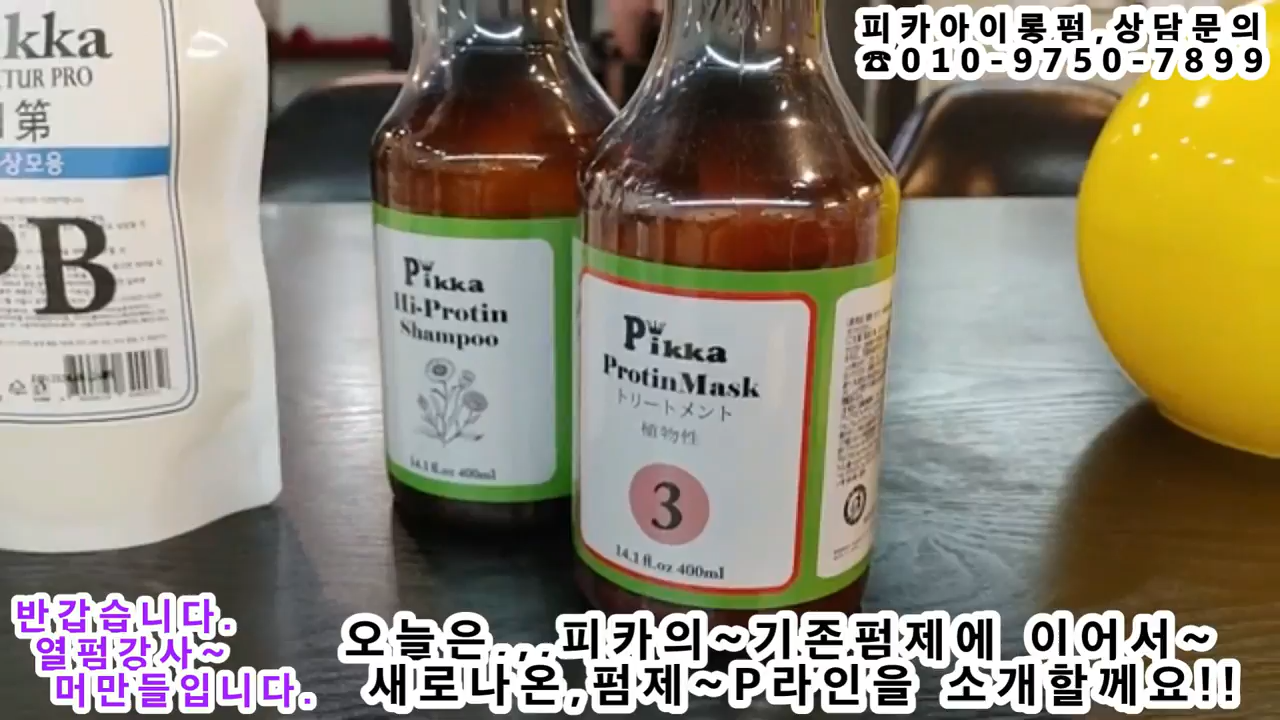 피카아이롱펌,상담문의
☎010-9750-7899
kka
TUR PRO
第
상모용
PB
Pikka
Hi-Protin
Shampoo
14.1 fl.oz 400ml
Pikka
ProtinMask
トリートメント
植物性
3
14.1 fl.oz 400ml
반갑습니다.
열펌강사~
머만들입니다.
오늘은...피카의~기존펌제에 이어서~
새로나온,펌제~P라인을 소개할께요!!